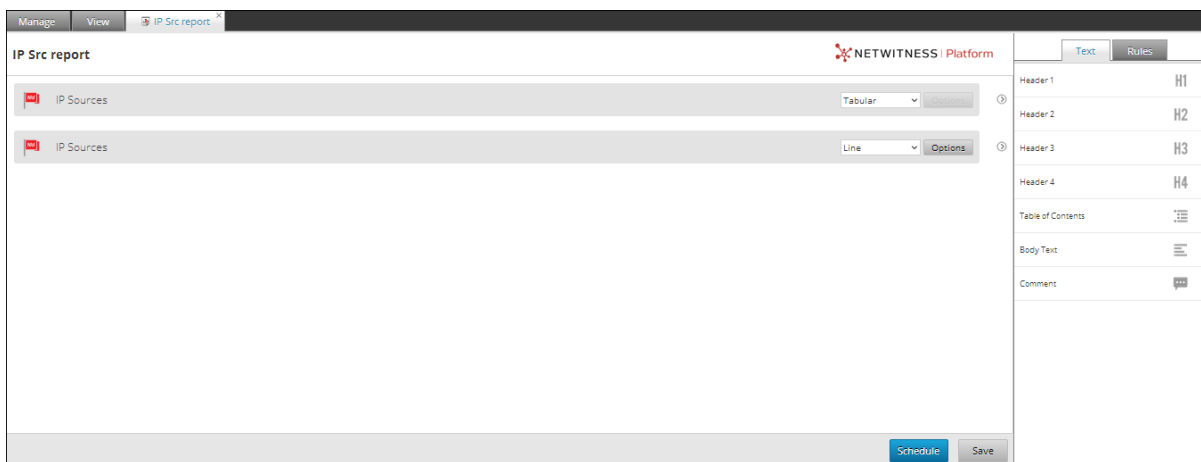 Manage View IP Src report ×
IP Src report NETWITNESS | Platform
IP Sources Tabular Options
IP Sources Line Options
Schedule Save
Text Rules
Header 1 H1
Header 2 H2
Header 3 H3
Header 4 H4
Table of Contents
Body Text
Comment